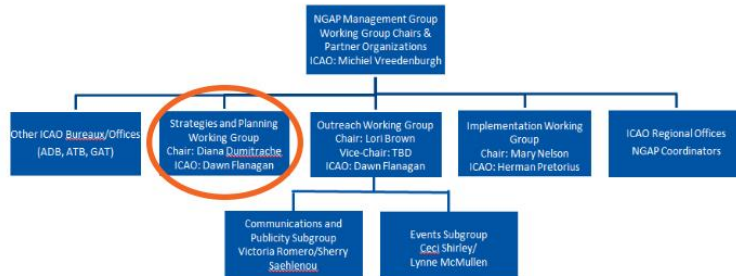 NGAP Management Group
Working Group Chairs &
Partner Organizations
ICAO: Michiel Vreedenburgh
Other ICAO Bureaux/Offices
(ADB, ATB, GAT)
Strategies and Planning
Working Group
Chair: Diana Dumitrache
ICAO: Dawn Flanagan
Outreach Working Group
Chair: Lori Brown
Vice-Chair: TBD
ICAO: Dawn Flanagan
Implementation Working
Group
Chair: Mary Nelson
ICAO: Herman Pretorius
ICAO Regional Offices
NGAP Coordinators
Communications and
Publicity Subgroup
Victoria Romero/Sherry
Saehlenou
Events Subgroup
Ceci Shirley/
Lynne McMullen